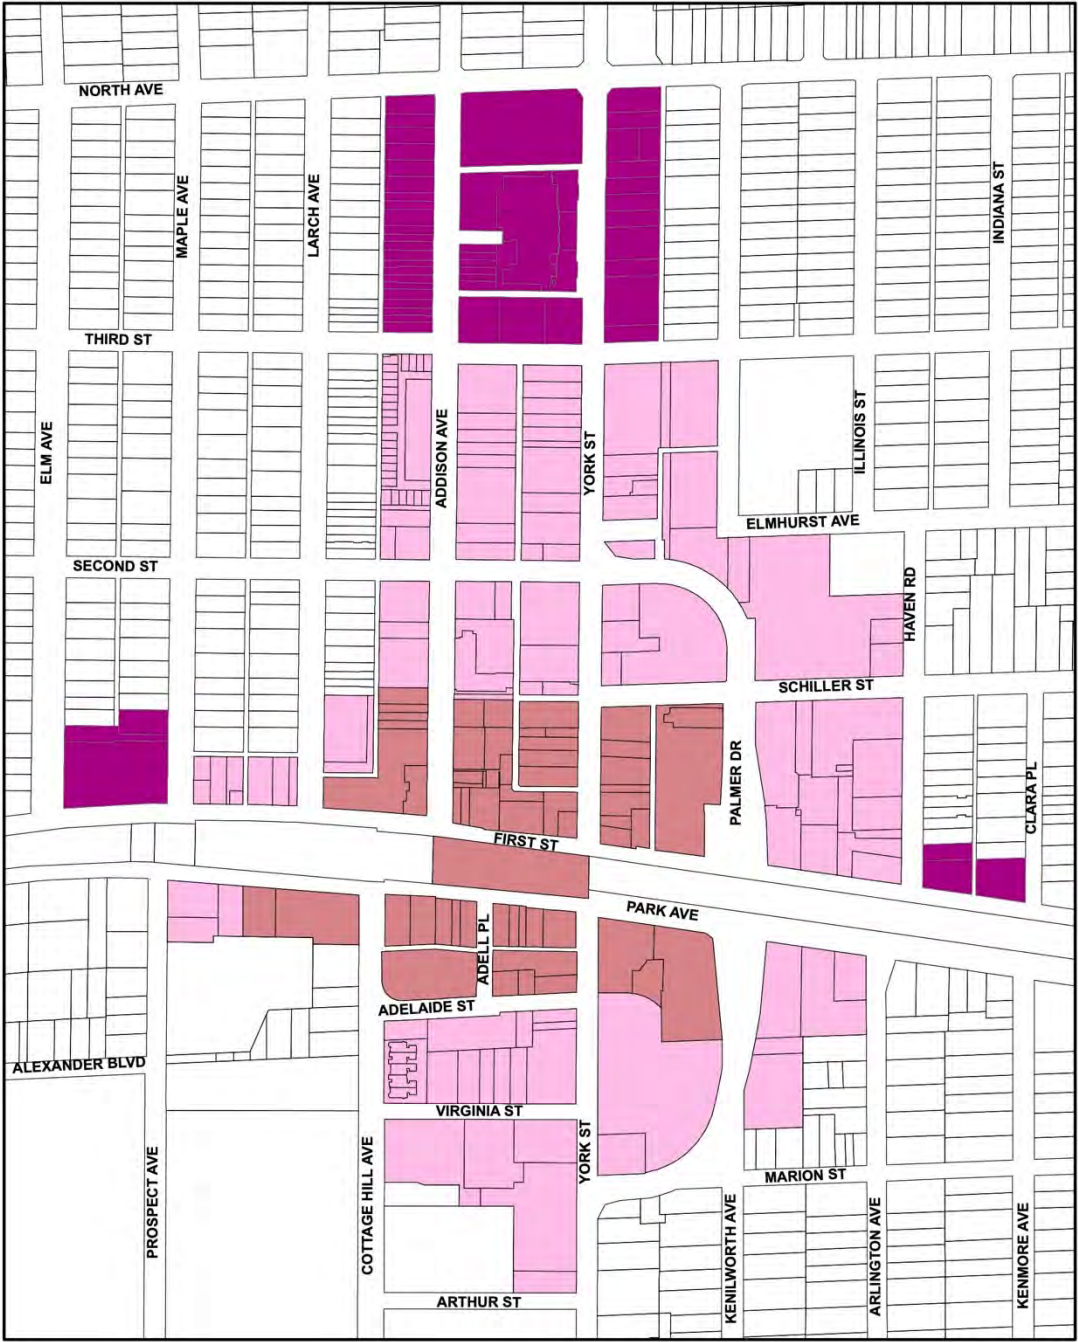 NORTH AVE
MAPLE AVE
LARCH AVE
INDIANA ST
THIRD ST
ELM AVE
ADDISON AVE
YORK ST
ILLINOIS ST
ELMHURST AVE
SECOND ST
HAVEN RD
SCHILLER ST
PALMER DR
CLARA PL
FIRST ST
PARK AVE
ADELL PL
ADELAIDE ST
ALEXANDER BLVD
VIRGINIA ST
YORK ST
MARION ST
PROSPECT AVE
COTTAGE HILL AVE
KENILWORTH AVE
ARLINGTON AVE
KENMORE AVE
ARTHUR ST